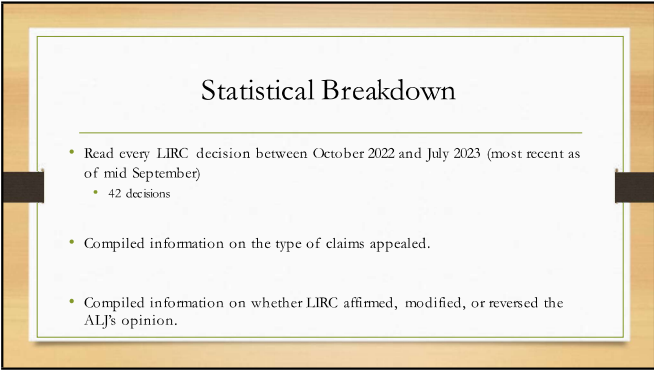 Statistical Breakdown
• Read every LIRC decision between October 2022 and July 2023 (most recent as
of mid September)
• 42 decisions
• Compiled information on the type of claims appealed.
• Compiled information on whether LIRC affirmed, modified, or reversed the
ALJ's opinion.